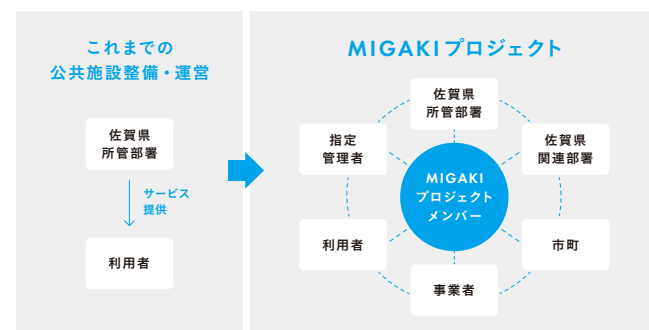 これまでの
公共施設整備・運営
佐賀県
所管部署
サービス
提供
利用者
MIGAKIプロジェクト
佐賀県
所管部署
指定
管理者
佐賀県
関連部署
MIGAKI
プロジェクト
メンバー
利用者
市町
事業者